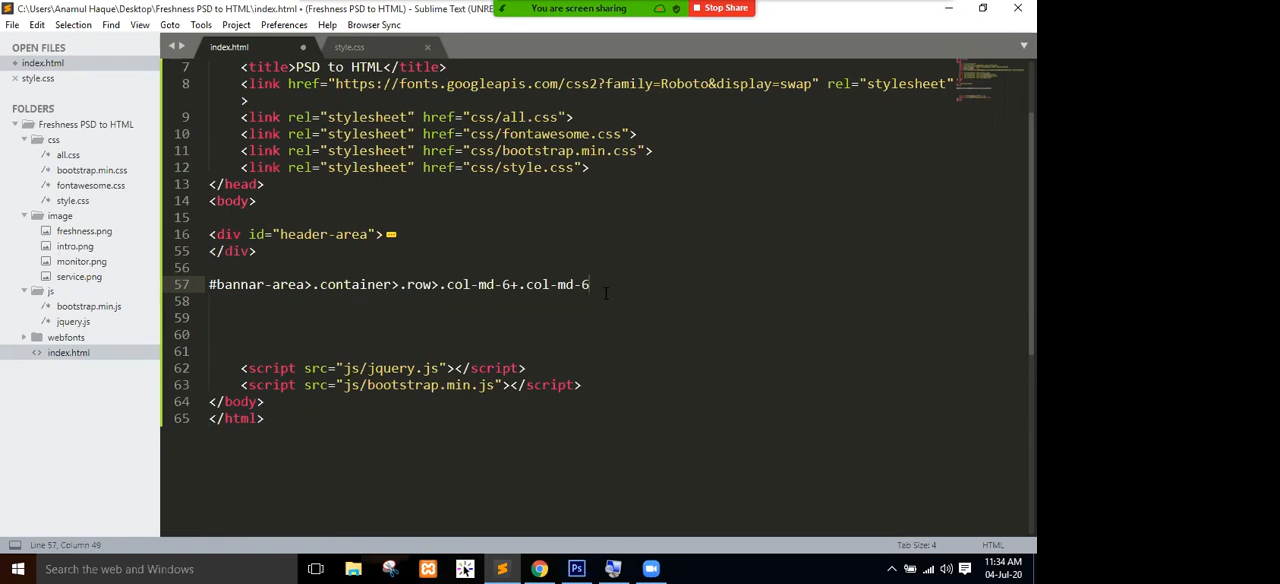 C:\Users\Anamul Haque\Desktop\Freshness PSD to HTML\index.html • (Freshness PSD to HTML) - Sublime Text (UNRE
You are screen sharing
Stop Share
File Edit Selection Find View Goto Tools Project Preferences Help Browser Sync
OPEN FILES
index.html
style.css
FOLDERS
Freshness PSD to HTML
css
all.css
bootstrap.min.css
fontawesome.css
style.css
image
freshness.png
intro.png
monitor.png
service.png
js
bootstrap.min.js
jquery.js
webfonts
index.html
index.html style.css
7 <title>PSD to HTML</title>
8 <link href="https://fonts.googleapis.com/css2?family=Roboto&display=swap" rel="stylesheet"
>
9 <link rel="stylesheet" href="css/all.css">
10 <link rel="stylesheet" href="css/fontawesome.css">
11 <link rel="stylesheet" href="css/bootstrap.min.css">
12 <link rel="stylesheet" href="css/style.css">
13 </head>
14 <body>
15
16 <div id="header-area">
55 </div>
56
57 #bannar-area>.container>.row>.col-md-6+.col-md-6
58
59
60
61
62 <script src="js/jquery.js"></script>
63 <script src="js/bootstrap.min.js"></script>
64 </body>
65 </html>
Line 57, Column 49
Tab Size: 4
HTML
Search the web and Windows
11:34 AM
04-Jul-20